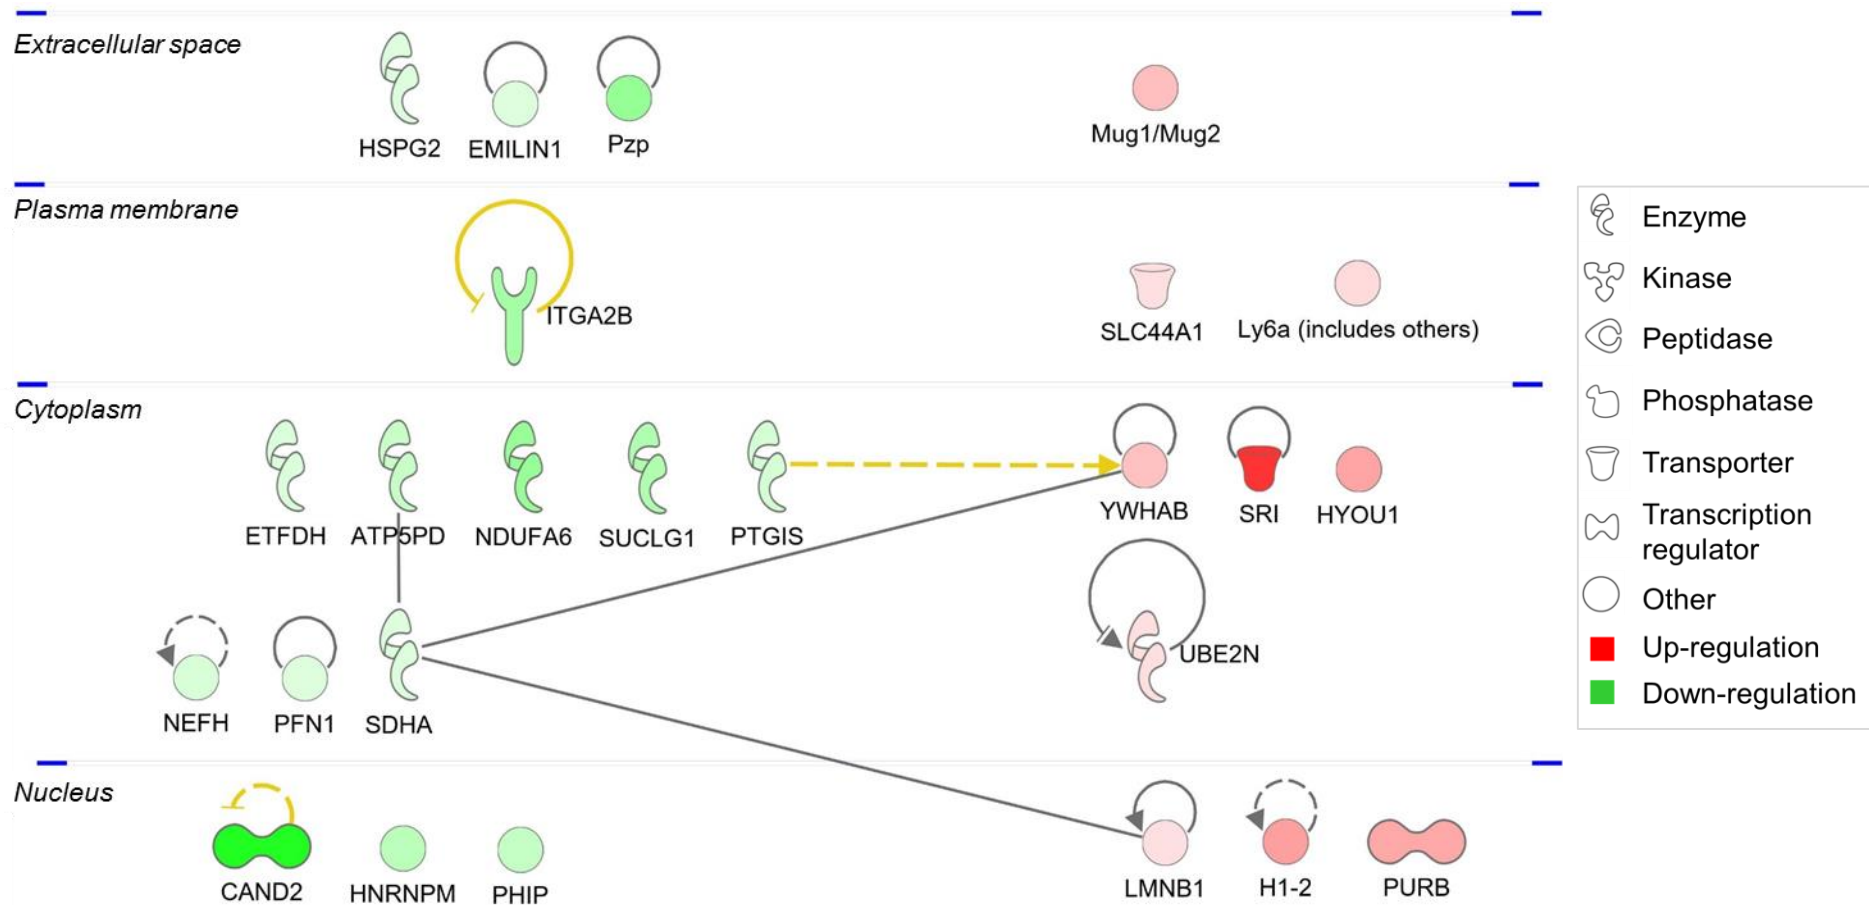 Extracellular space
HSPG2
EMILIN1
Pzp
Mug1/Mug2
Plasma membrane
ITGA2B
SLC44A1
Ly6a (includes others)
Cytoplasm
ETFDH
ATP5PD
NDUFA6
SUCLG1
PTGIS
YWHAB
SRI
HYOU1
NEFH
PFN1
SDHA
UBE2N
Nucleus
CAND2
HNRNPM
PHIP
LMNB1
H1-2
PURB
Enzyme
Kinase
Peptidase
Phosphatase
Transporter
Transcription
regulator
Other
Up-regulation
Down-regulation